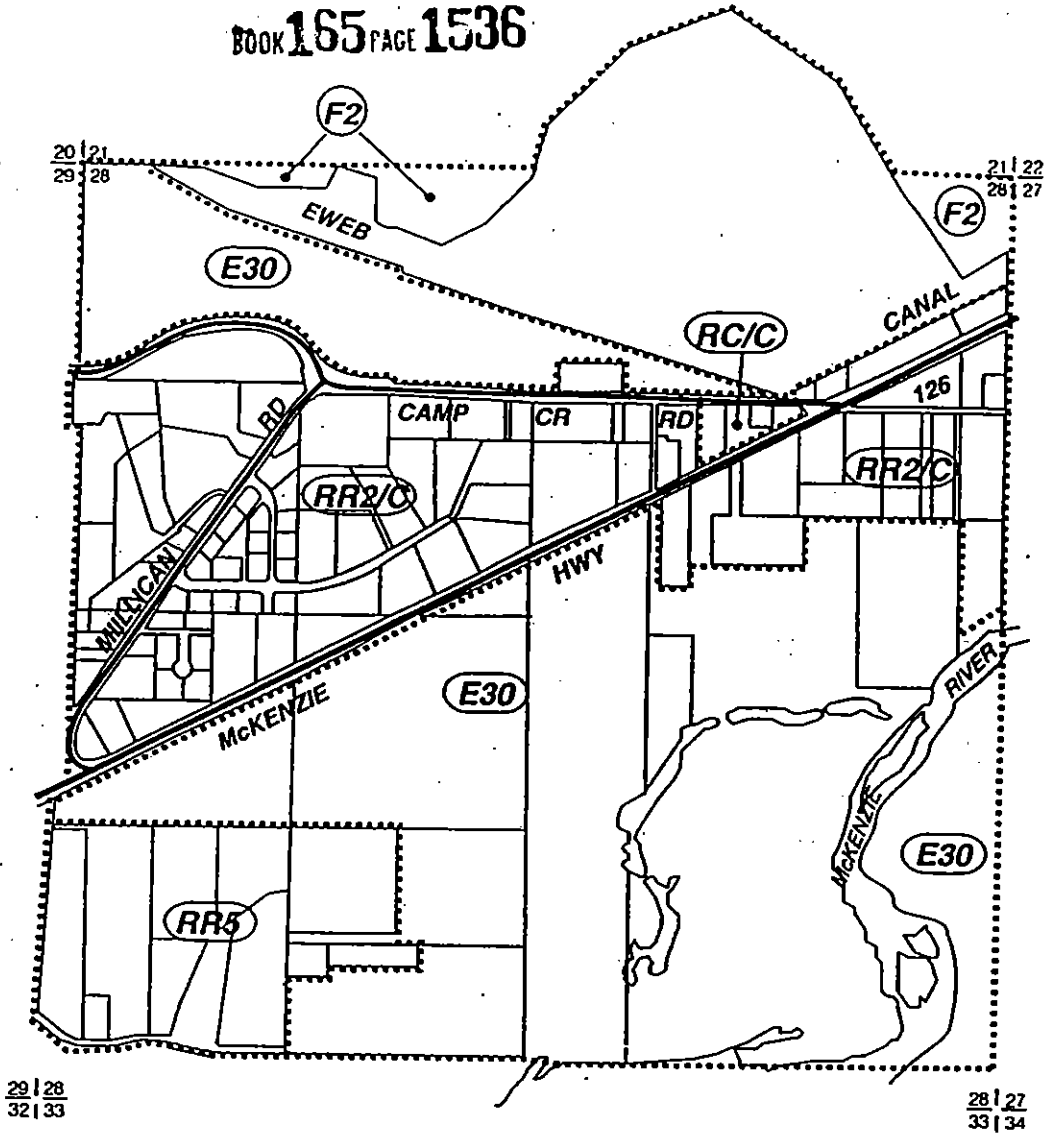 BOOK 165 PAGE 1536
F2
20 | 21
29 | 28
21 | 22
28 | 27
F2
EWEB
E30
CANAL
RC/C
126
RD
CAMP CR RD
RR2/C
RR2/C
HWY
MILLICAN
RIVER
E30
McKENZIE
McKENZIE
E30
RR5
29 | 28
32 | 33
28 | 27
33 | 34